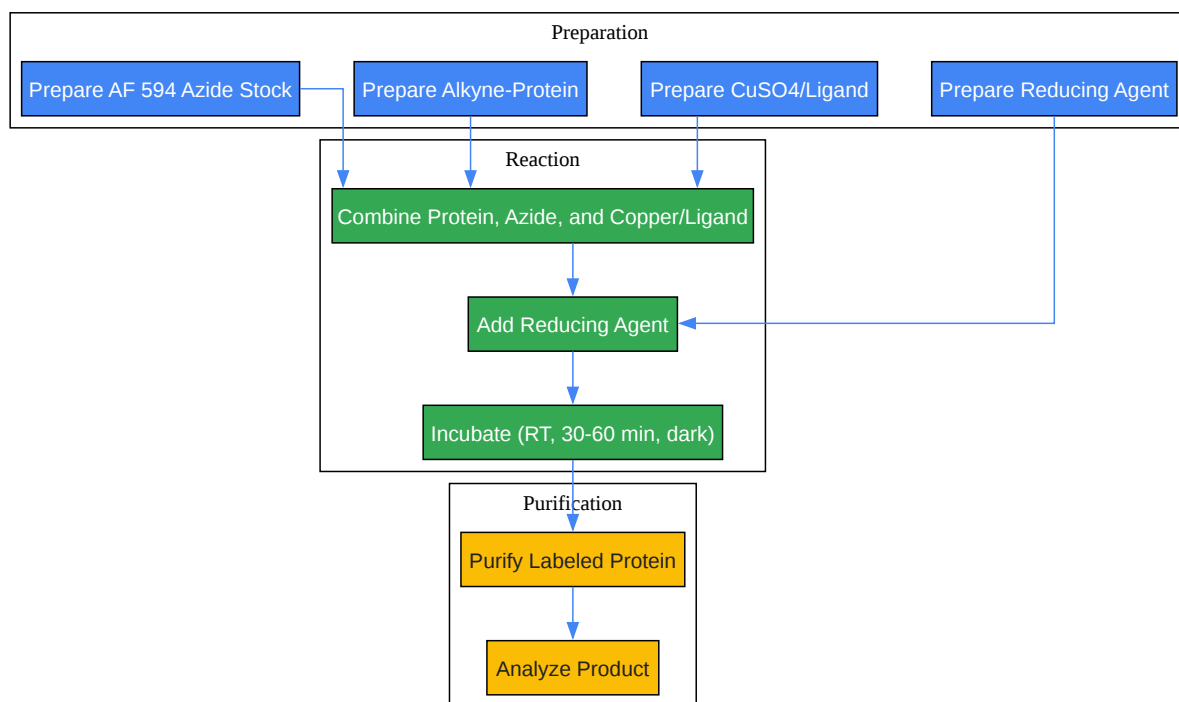 Preparation
Prepare AF 594 Azide Stock
Prepare Alkyne-Protein
Prepare CuSO4/Ligand
Prepare Reducing Agent
Reaction
Combine Protein, Azide, and Copper/Ligand
Add Reducing Agent
Incubate (RT, 30-60 min, dark)
Purification
Purify Labeled Protein
Analyze Product